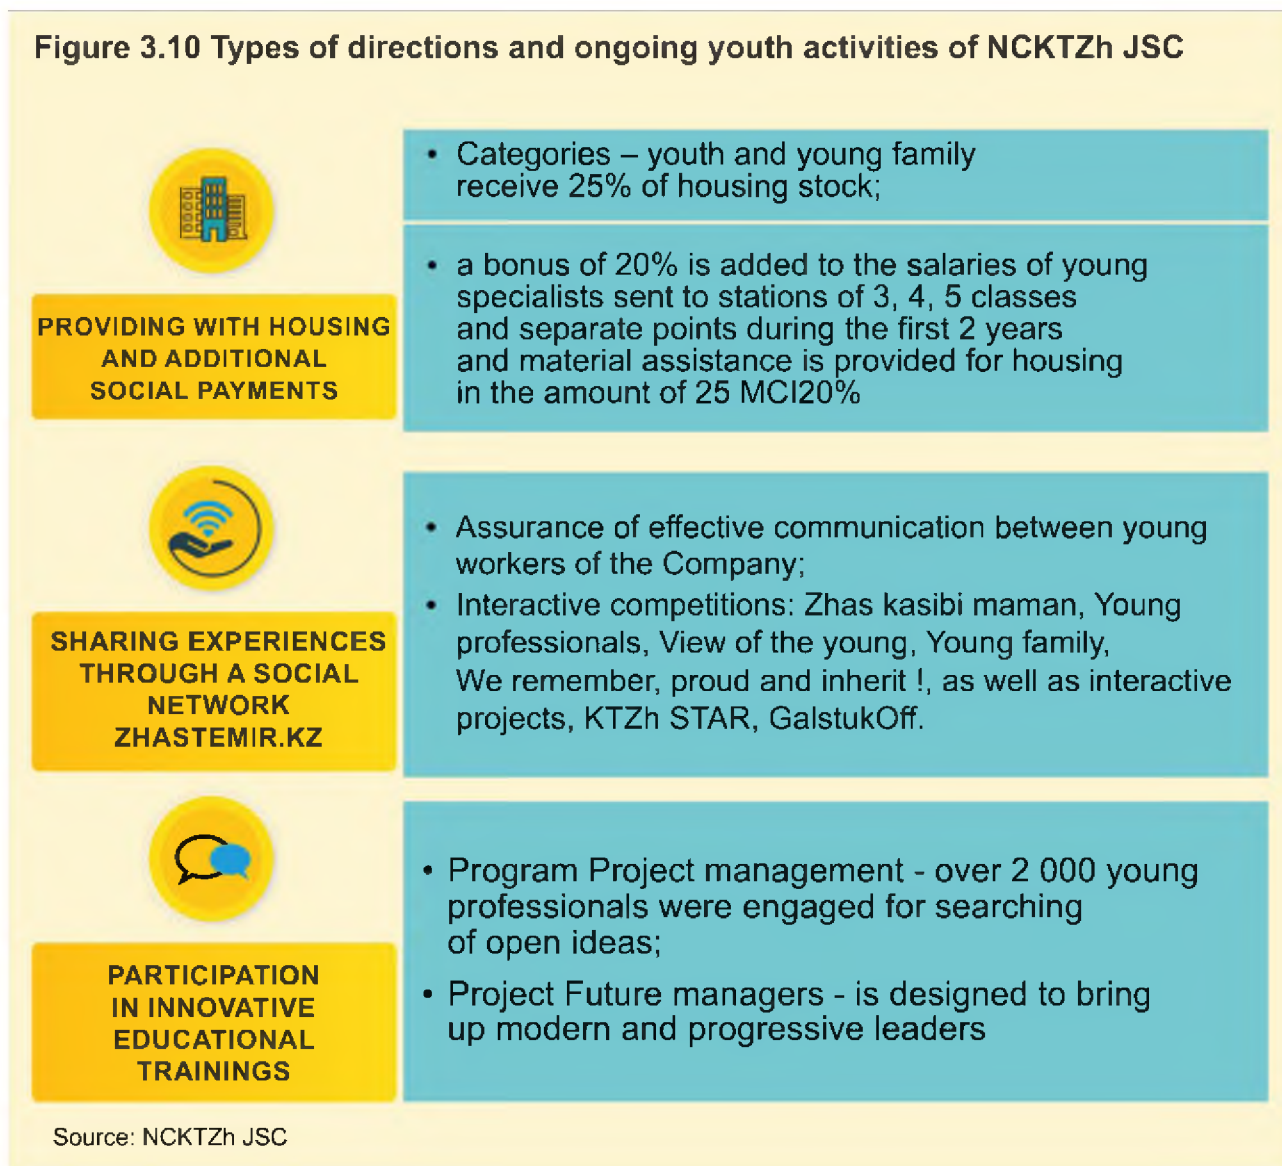 Figure 3.10 Types of directions and ongoing youth activities of NCKTZh JSC
PROVIDING WITH HOUSING
AND ADDITIONAL
SOCIAL PAYMENTS
• Categories – youth and young family
receive 25% of housing stock;
• a bonus of 20% is added to the salaries of young
specialists sent to stations of 3, 4, 5 classes
and separate points during the first 2 years
and material assistance is provided for housing
in the amount of 25 MCI20%
SHARING EXPERIENCES
THROUGH A SOCIAL
NETWORK
ZHASTEMIR.KZ
• Assurance of effective communication between young
workers of the Company;
• Interactive competitions: Zhas kasibi maman, Young
professionals, View of the young, Young family,
We remember, proud and inherit !, as well as interactive
projects, KTZh STAR, GalstukOff.
PARTICIPATION
IN INNOVATIVE
EDUCATIONAL
TRAININGS
• Program Project management - over 2 000 young
professionals were engaged for searching
of open ideas;
• Project Future managers - is designed to bring
up modern and progressive leaders
Source: NCKTZh JSC